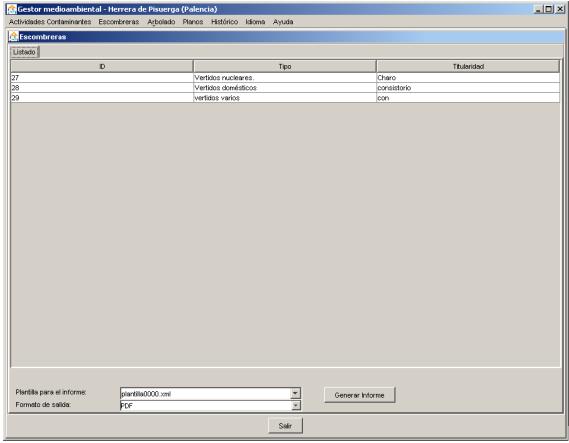 Gestor medioambiental - Herrera de Pisuerga (Palencia)
Actividades Contaminantes Escombreras Arbolado Planos Histórico Idioma Ayuda
Escombreras
Listado
ID Tipo Titularidad
27 Vertidos nucleares. Charo
28 Vertidos domésticos consistorio
29 vertidos varios con
Plantilla para el informe: plantilla0000.xml Generar Informe
Formato de salida: PDF
Salir